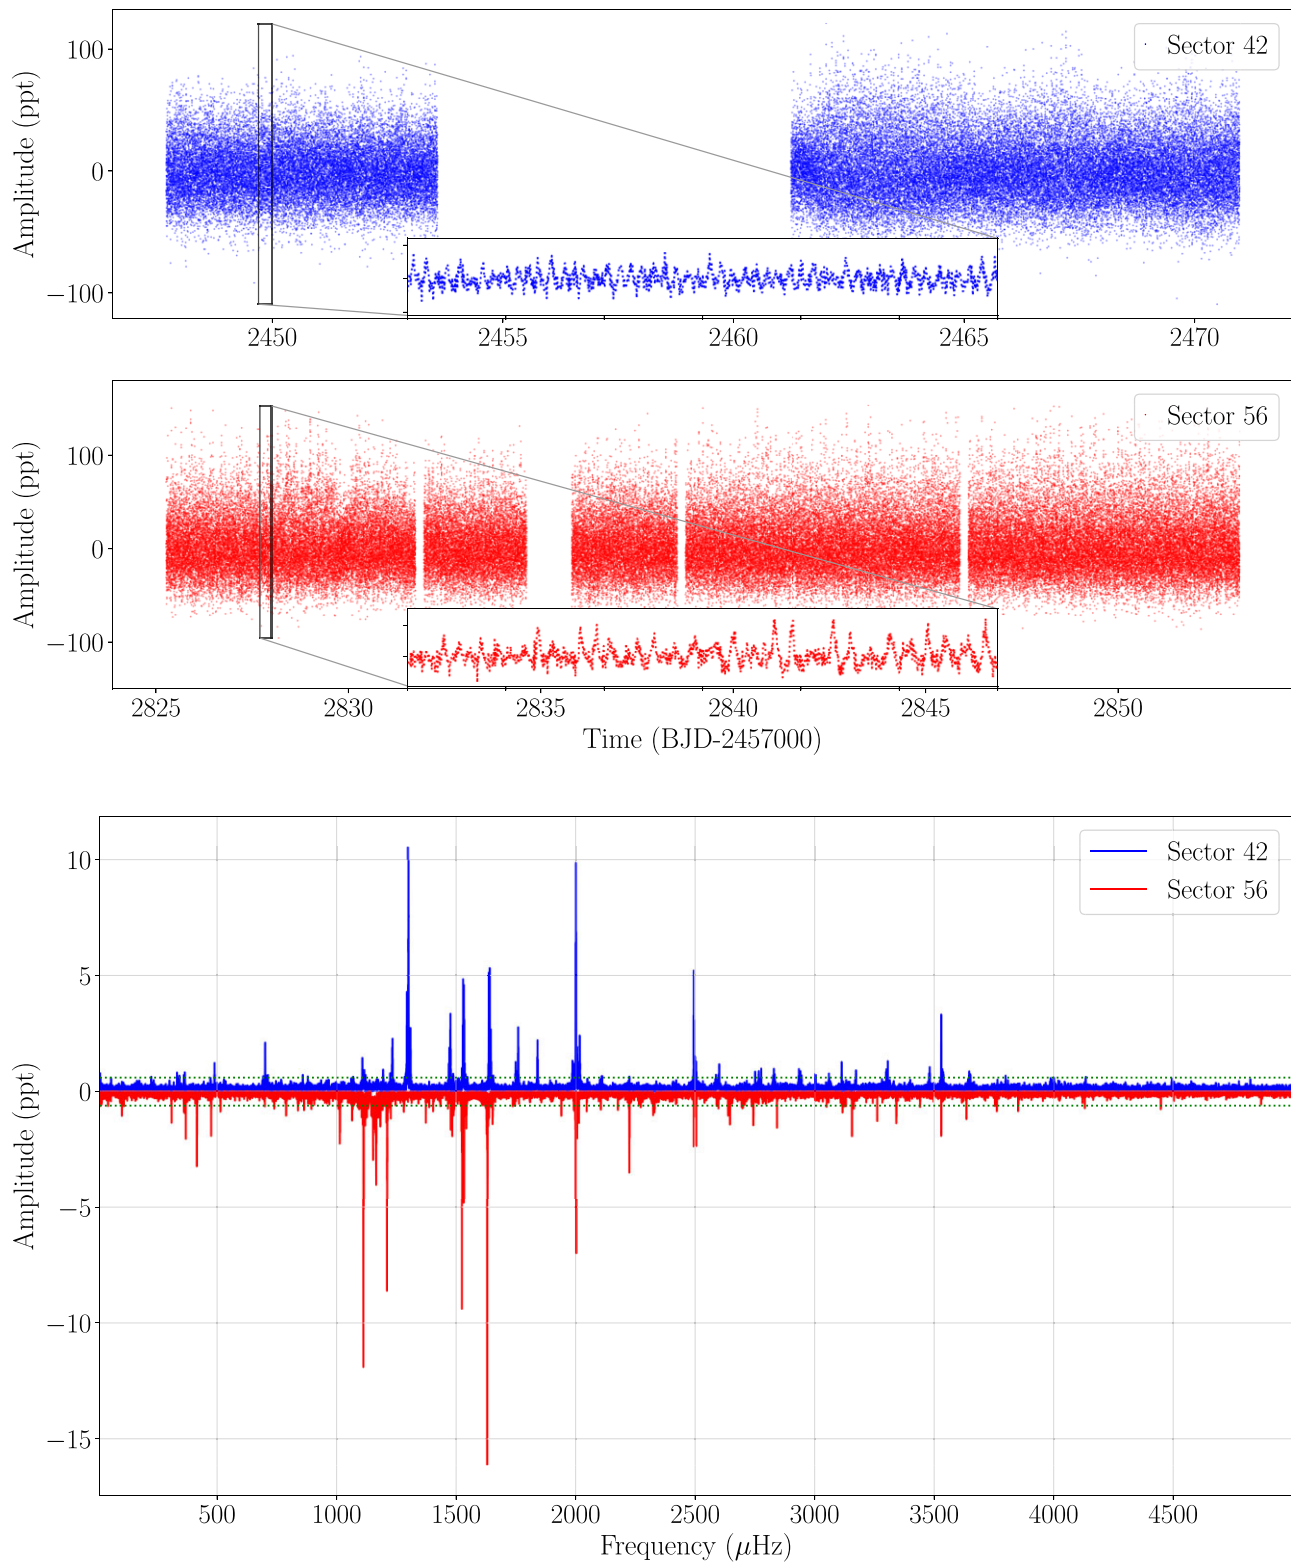 Amplitude (ppt)
100
0
−100
Sector 42
2450 2455 2460 2465 2470
Amplitude (ppt)
100
0
−100
Sector 56
2825 2830 2835 2840 2845 2850
Time (BJD-2457000)
Amplitude (ppt)
10
5
0
−5
−10
−15
Sector 42
Sector 56
500 1000 1500 2000 2500 3000 3500 4000 4500
Frequency (μHz)